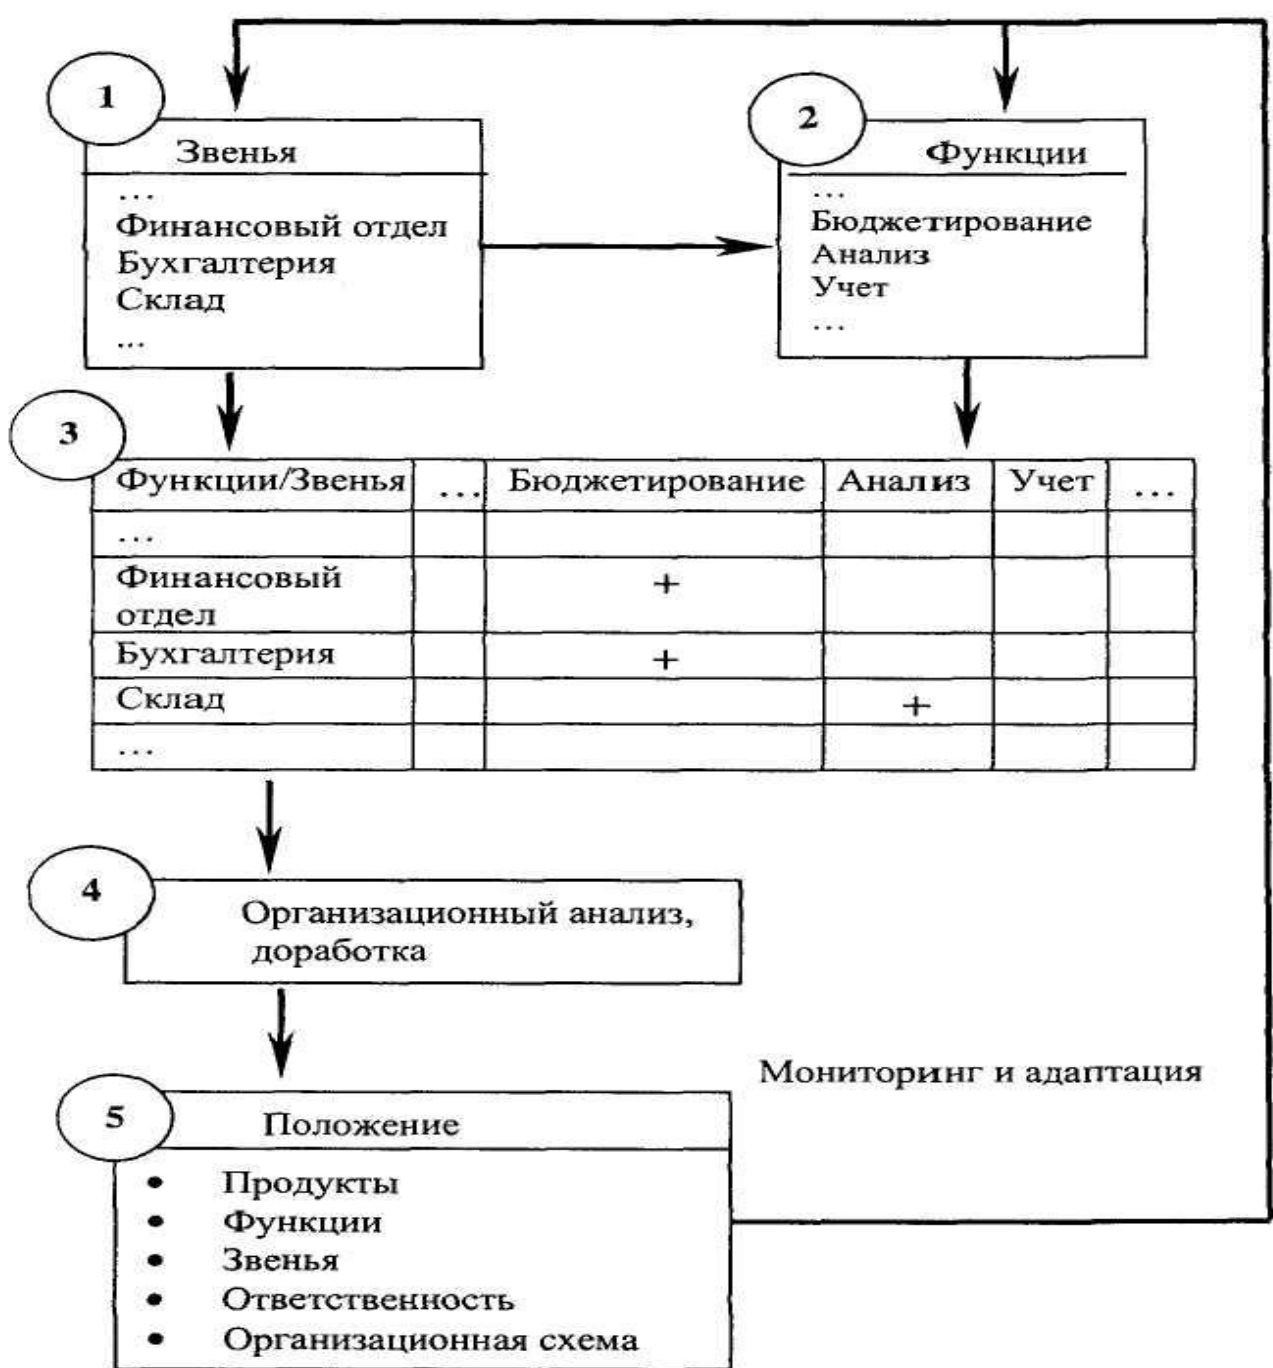 1
Звенья
...
Финансовый отдел
Бухгалтерия
Склад
...
2
Функции
...
Бюджетирование
Анализ
Учет
...
3
Функции/Звенья ... Бюджетирование Анализ Учет ...
...
Финансовый
отдел +
Бухгалтерия +
Склад +
...
4
Организационный анализ,
доработка
Мониторинг и адаптация
5
Положение
• Продукты
• Функции
• Звенья
• Ответственность
• Организационная схема